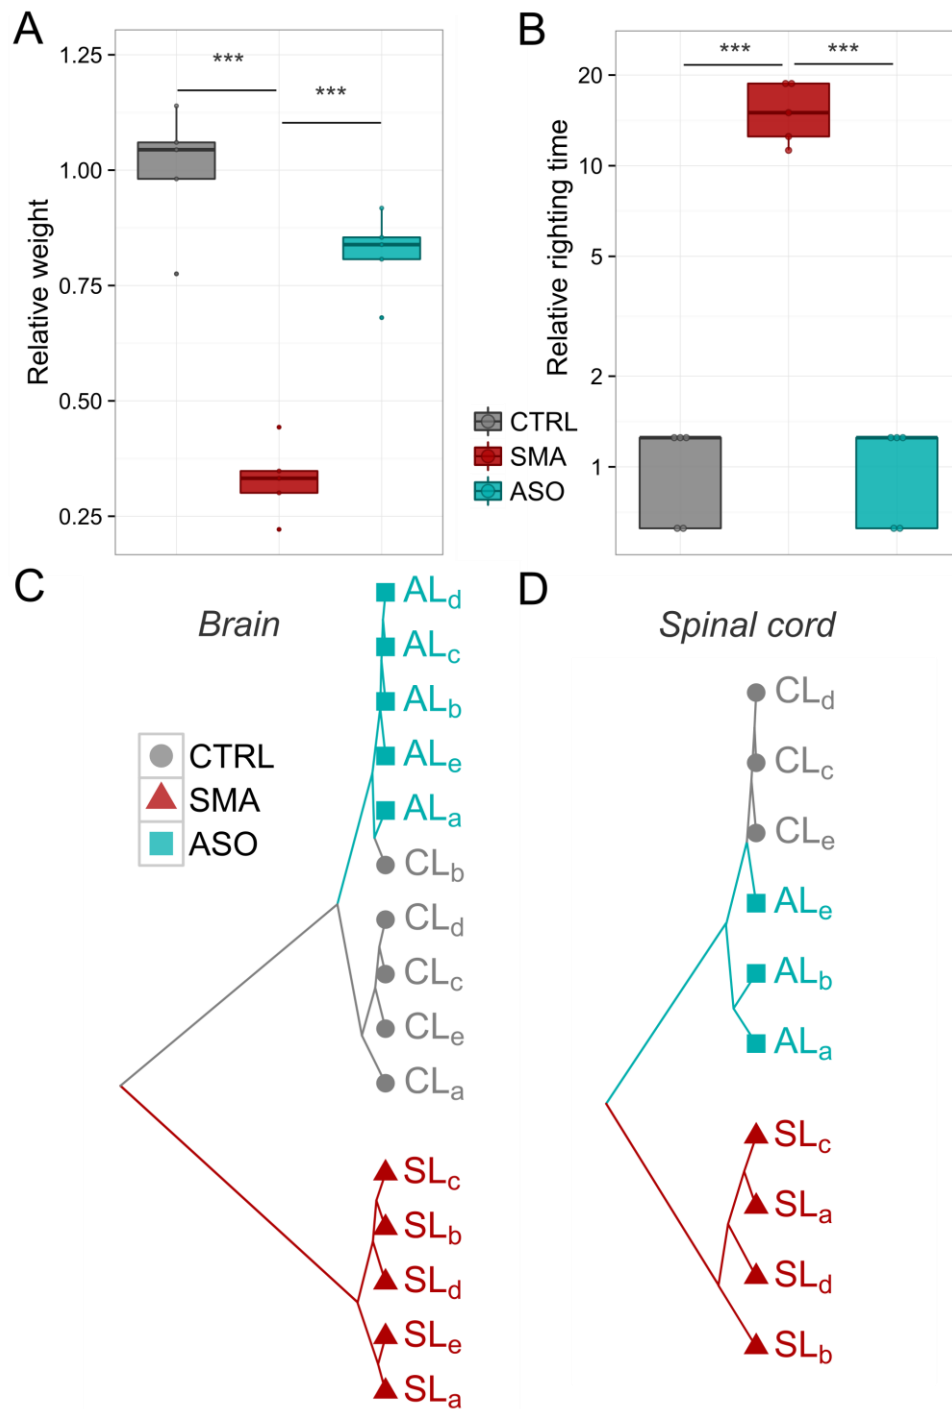 A
B
***
***
***
***
Relative weight
1.25
1.00
0.75
0.50
0.25
Relative righting time
20
10
5
2
1
CTRL
SMA
ASO
C
Brain
CTRL
SMA
ASO
ALd
ALc
ALb
ALe
ALa
CLb
CLd
CLc
CLe
CLa
SLc
SLb
SLd
SLe
SLa
D
Spinal cord
CLd
CLc
CLe
ALe
ALb
ALa
SLc
SLa
SLd
SLb